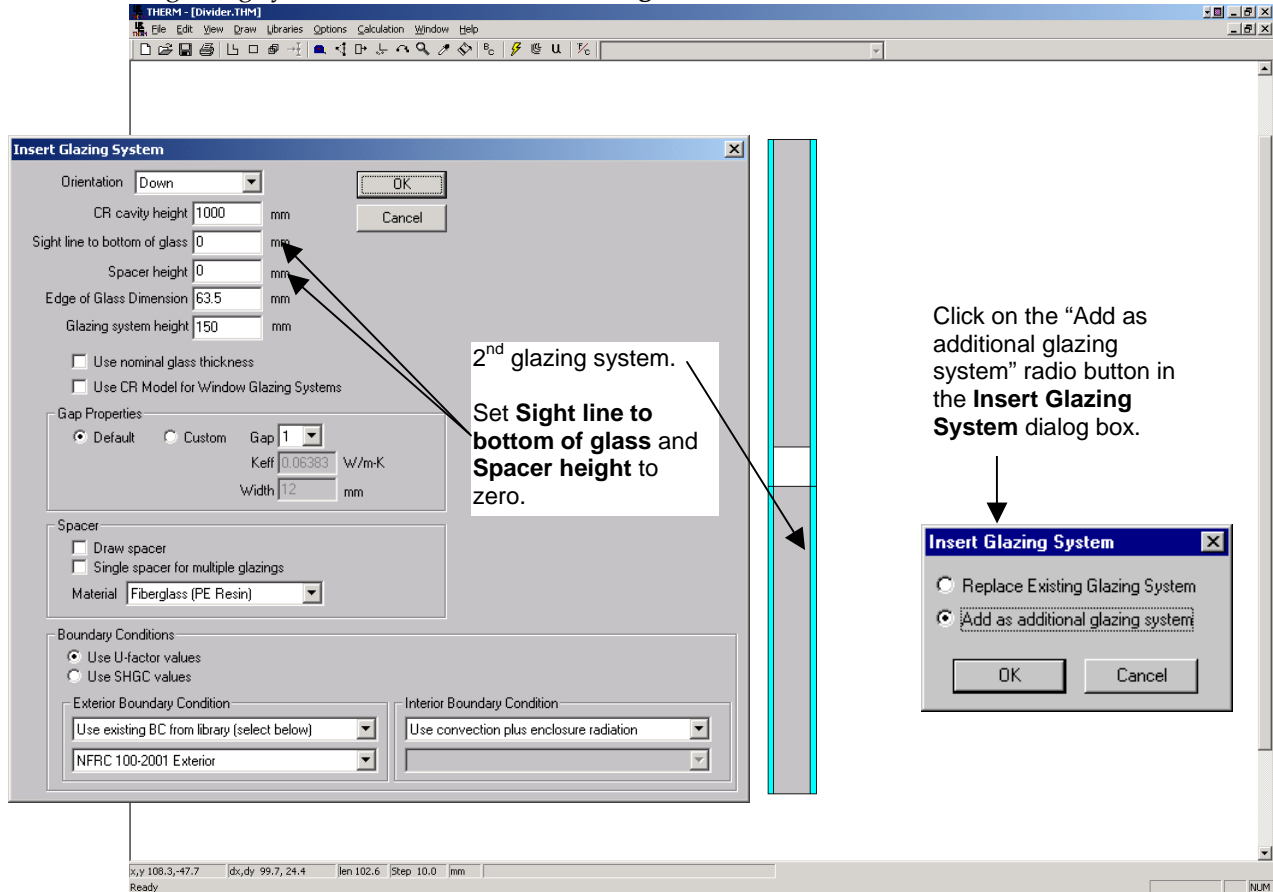 THERM - [Divider.THM]
File Edit View Draw Libraries Options Calculation Window Help
Insert Glazing System
Orientation Down
OK
CR cavity height 1000 mm
Cancel
Sight line to bottom of glass 0 mm
Spacer height 0 mm
Edge of Glass Dimension 63.5 mm
Glazing system height 150 mm
Use nominal glass thickness
Use CR Model for Window Glazing Systems
Gap Properties
Default Custom Gap 1
Keff 0.06383 W/m-K
Width 12 mm
Spacer
Draw spacer
Single spacer for multiple glazings
Material Fiberglass (PE Resin)
Boundary Conditions
Use U-factor values
Use SHGC values
Exterior Boundary Condition
Use existing BC from library (select below)
NFRC 100-2001 Exterior
Interior Boundary Condition
Use convection plus enclosure radiation
2nd glazing system.
Set Sight line to
bottom of glass and
Spacer height to
zero.
Click on the “Add as
additional glazing
system” radio button in
the Insert Glazing
System dialog box.
Insert Glazing System
Replace Existing Glazing System
Add as additional glazing system
OK Cancel
x,y 108.3,-47.7 dx,dy 99.7, 24.4 len 102.6 Step 10.0 mm
Ready NUM